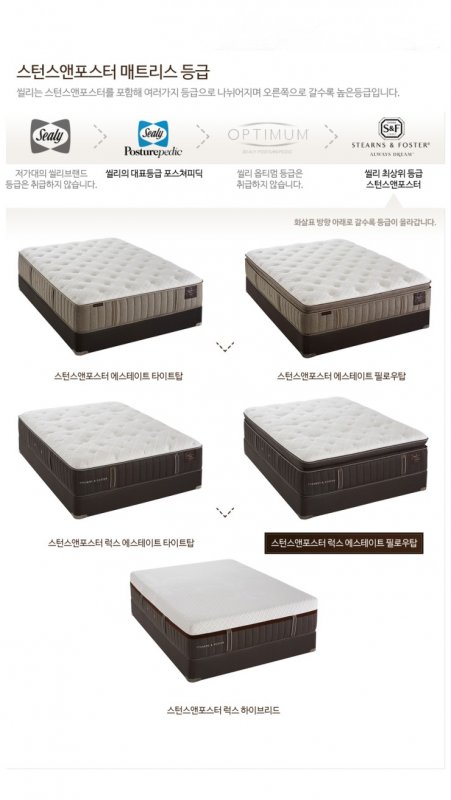 스턴스앤포스터 매트리스 등급
씰리는 스턴스앤포스터를 포함해 여러가지 등급으로 나뉘어지며 오른쪽으로 갈수록 높은등급입니다.
Sealy
Sealy
Posturepedic
OPTIMUM
SEALY POSTUREPEDIC
S&F
STEARNS & FOSTER®
ALWAYS DREAM™
저가대의 씰리브랜드
등급은 취급하지 않습니다.
씰리의 대표등급 포스쳐피딕
씰리 옵티멈 등급은
취급하지 않습니다.
씰리 최상위 등급
스턴스앤포스터
화살표 방향 아래로 갈수록 등급이 올라갑니다.
스턴스앤포스터 에스테이트 타이트탑
스턴스앤포스터 에스테이트 필로우탑
STEARNS & FOSTER
STEARNS & FOSTER
스턴스앤포스터 럭스 에스테이트 타이트탑
스턴스앤포스터 럭스 에스테이트 필로우탑
STEARNS & FOSTER
스턴스앤포스터 럭스 하이브리드